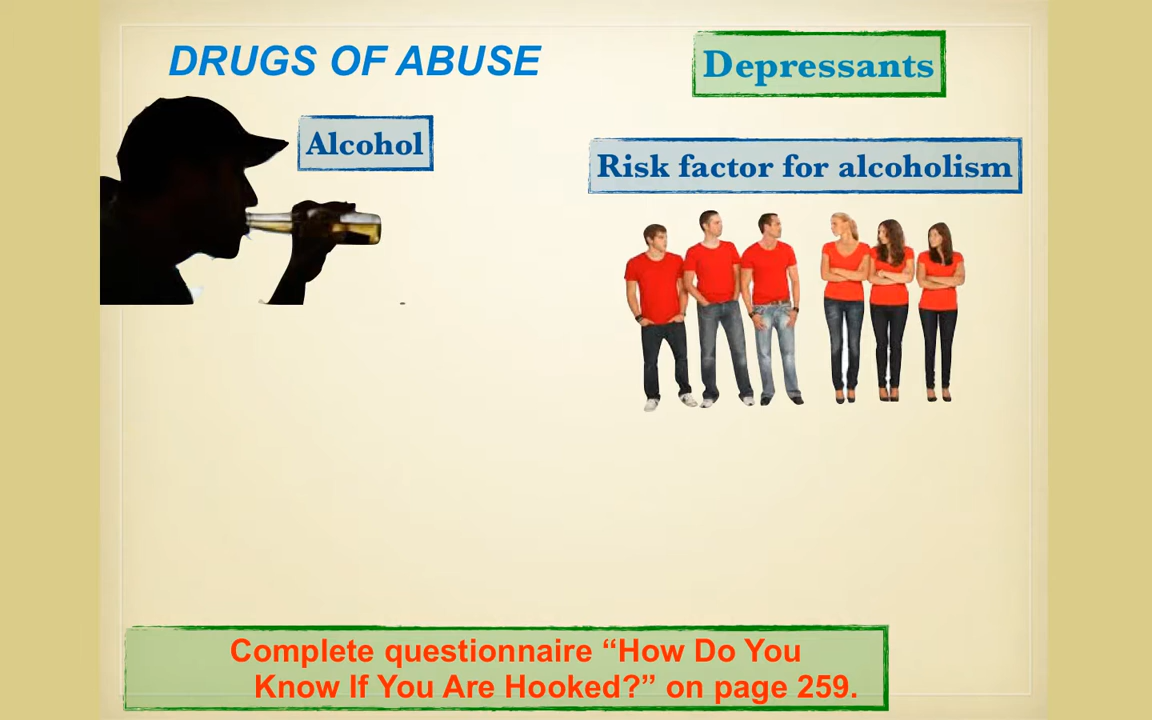 DRUGS OF ABUSE
Depressants
Alcohol
Risk factor for alcoholism
Complete questionnaire “How Do You
Know If You Are Hooked?” on page 259.